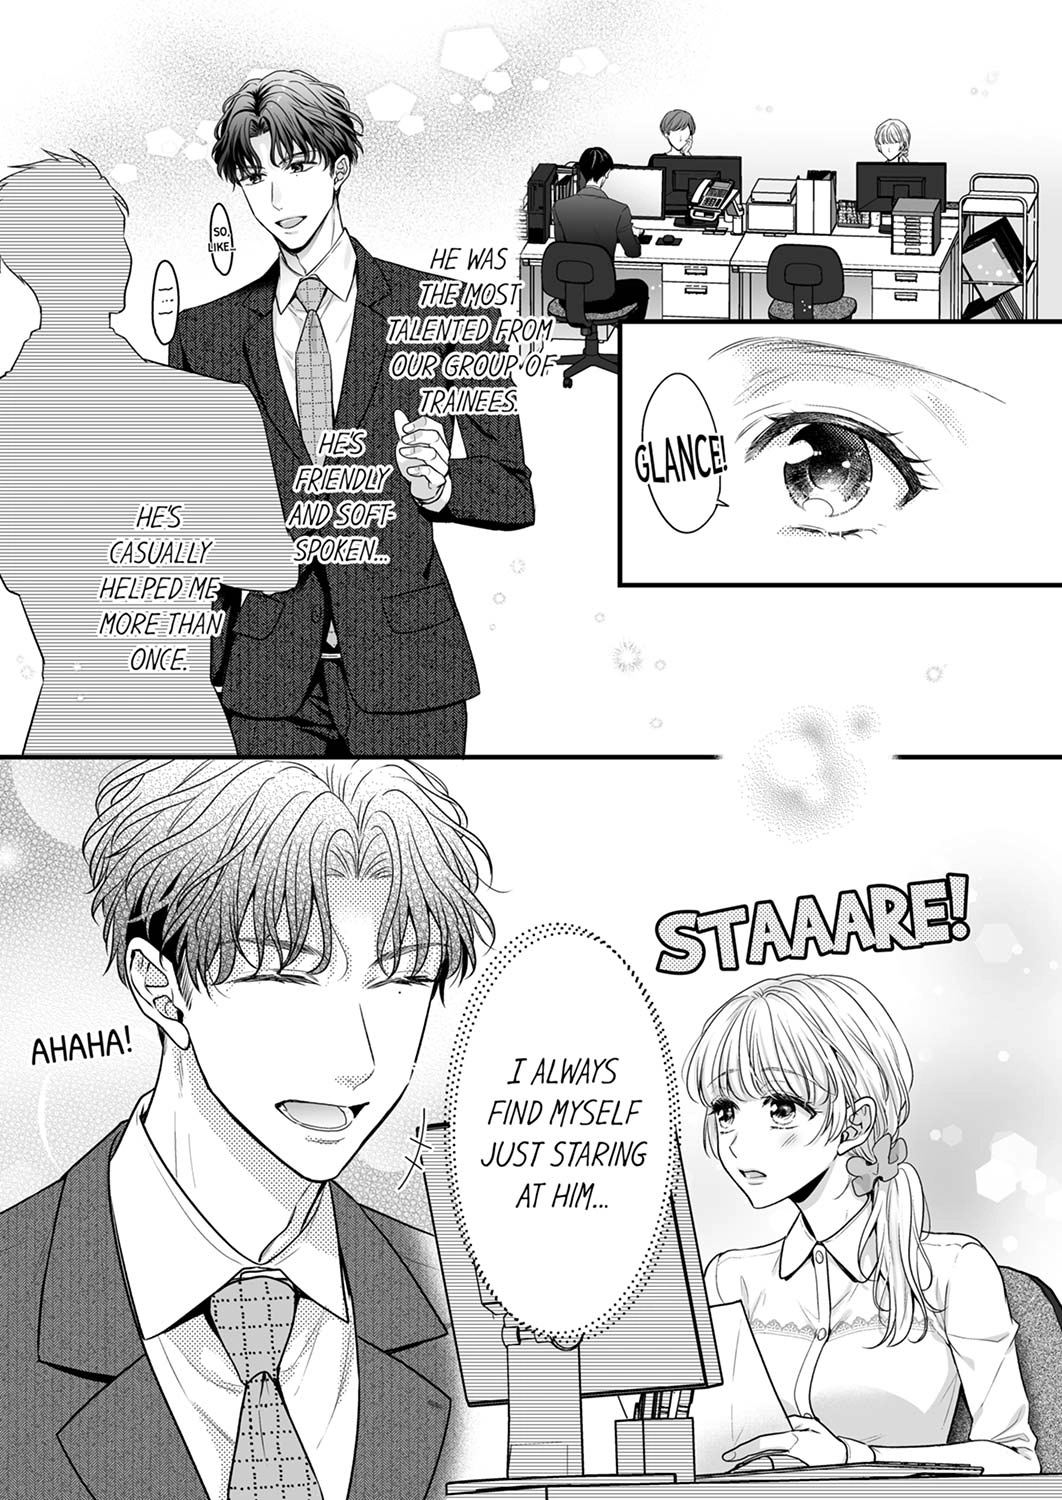 HE WAS
THE MOST
TALENTED FROM
OUR GROUP OF
TRAINEES.
GLANCE!
SO,
LIKE...
HE'S
FRIENDLY
AND SOFT-
SPOKEN...
HE'S
CASUALLY
HELPED ME
MORE THAN
ONCE.
STAAARE!
I ALWAYS
FIND MYSELF
JUST STARING
AT HIM...
AHAHA!